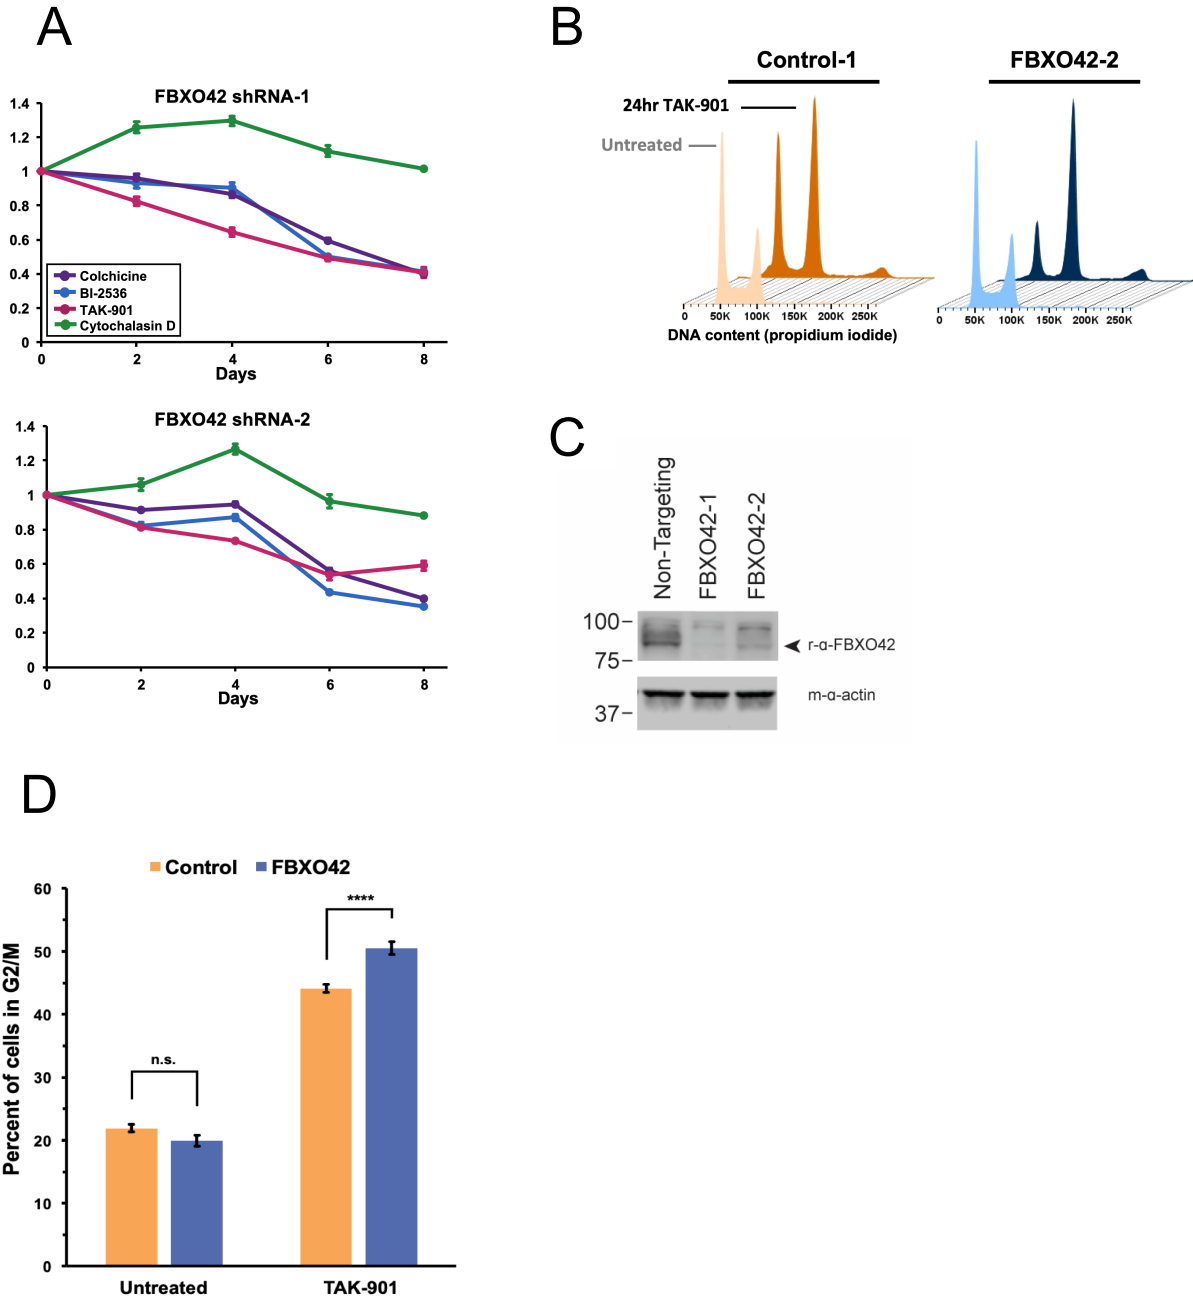 A
FBXO42 shRNA-1
1.4
1.2
1
0.8
0.6
0.4
0.2
0
Colchicine
BI-2536
TAK-901
Cytochalasin D
0 2 4 6 8
Days
FBXO42 shRNA-2
1.4
1.2
1
0.8
0.6
0.4
0.2
0
0 2 4 6 8
Days
B
Control-1 FBXO42-2
24hr TAK-901
Untreated
0 50K 100K 150K 200K 250K
0 50K 100K 150K 200K 250K
DNA content (propidium iodide)
C
Non-Targeting
FBXO42-1
FBXO42-2
100
75
r-α-FBXO42
37
m-α-actin
D
Control FBXO42
Percent of cells in G2/M
60
50
40
30
20
10
0
n.s.
****
Untreated TAK-901